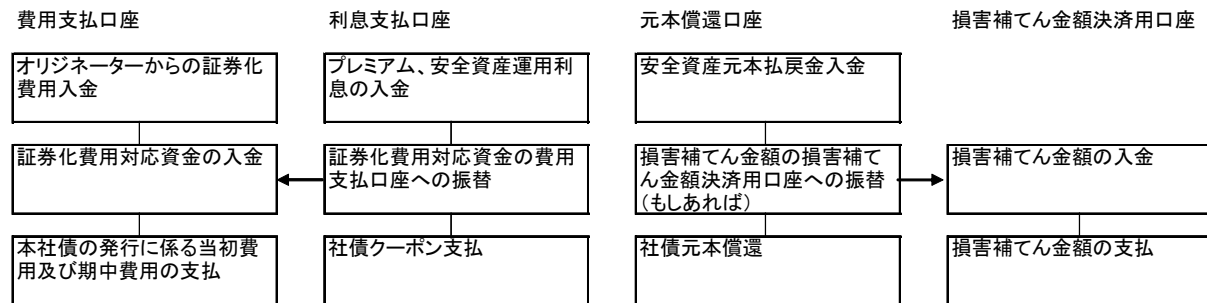 費用支払口座
利息支払口座
元本償還口座
損害補てん金額決済用口座
オリジネーターからの証券化
費用入金
プレミアム、安全資産運用利
息の入金
安全資産元本払戻金入金
証券化費用対応資金の入金
証券化費用対応資金の費用
支払口座への振替
損害補てん金額の損害補て
ん金額決済用口座への振替
（もしあれば）
損害補てん金額の入金
本社債の発行に係る当初費
用及び期中費用の支払
社債クーポン支払
社債元本償還
損害補てん金額の支払